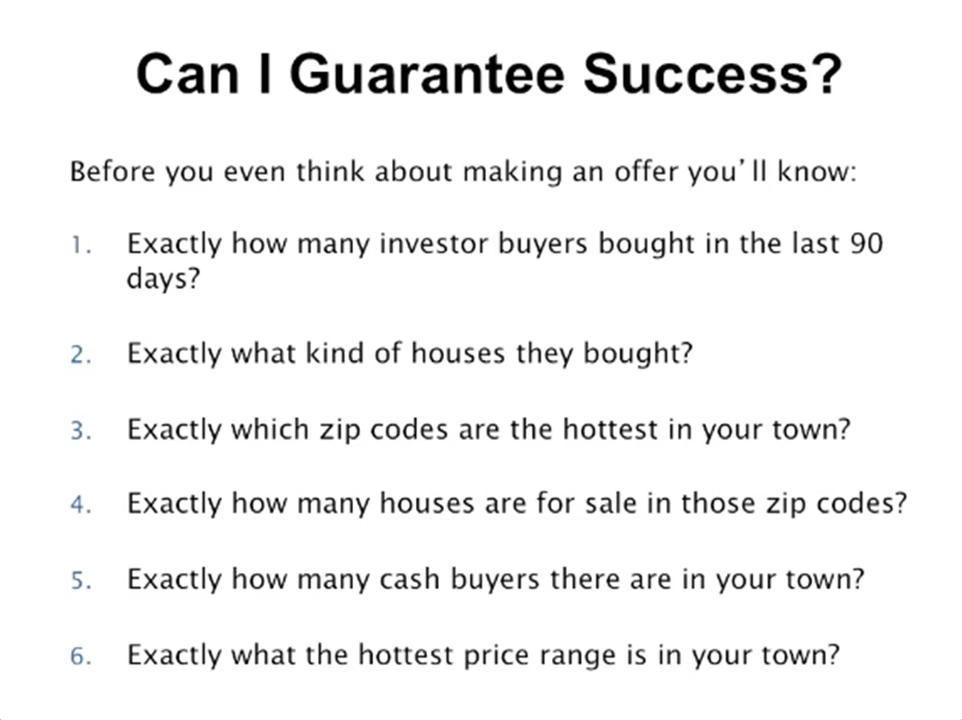 Can I Guarantee Success?
Before you even think about making an offer you’ll know:
1. Exactly how many investor buyers bought in the last 90
days?
2. Exactly what kind of houses they bought?
3. Exactly which zip codes are the hottest in your town?
4. Exactly how many houses are for sale in those zip codes?
5. Exactly how many cash buyers there are in your town?
6. Exactly what the hottest price range is in your town?